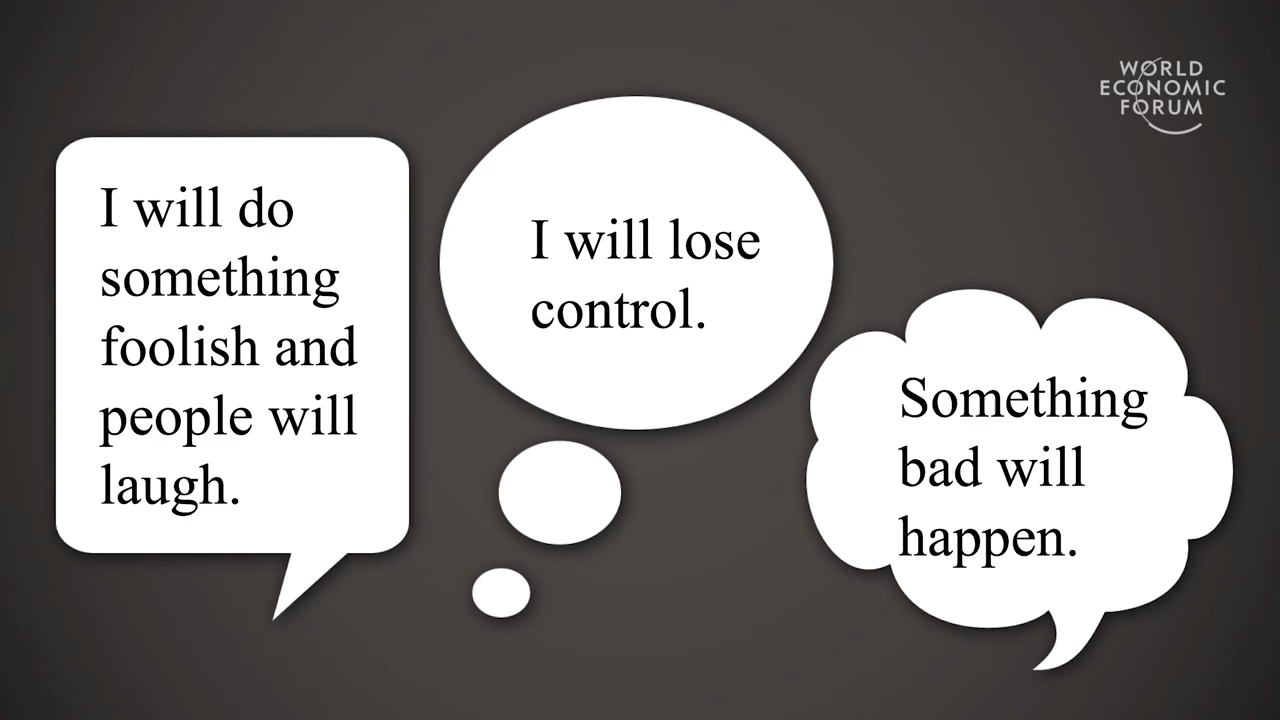 WORLD
ECONOMIC
FORUM
I will do
something
foolish and
people will
laugh.
I will lose
control.
Something
bad will
happen.